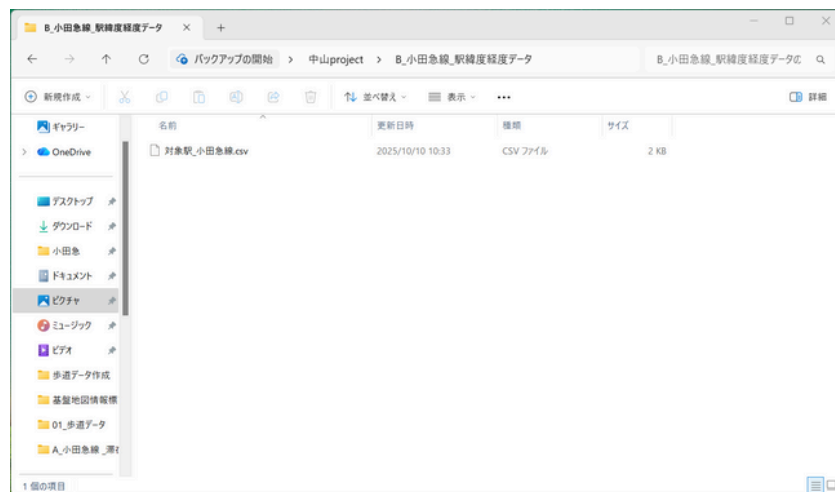 B_小田急線_駅緯度経度データ
バックアップの開始 > 中山project > B_小田急線_駅緯度経度データ
B_小田急線_駅緯度経度データの
新規作成
並べ替え
表示
詳細
名前 更新日時 種類 サイズ
対象駅_小田急線.csv 2025/10/10 10:33 CSV ファイル 2 KB
ギャラリー
OneDrive
デスクトップ
ダウンロード
小田急
ドキュメント
ピクチャ
ミュージック
ビデオ
歩道データ作成
基盤地図情報標
01_歩道データ
A_小田急線_滞在
1 個の項目